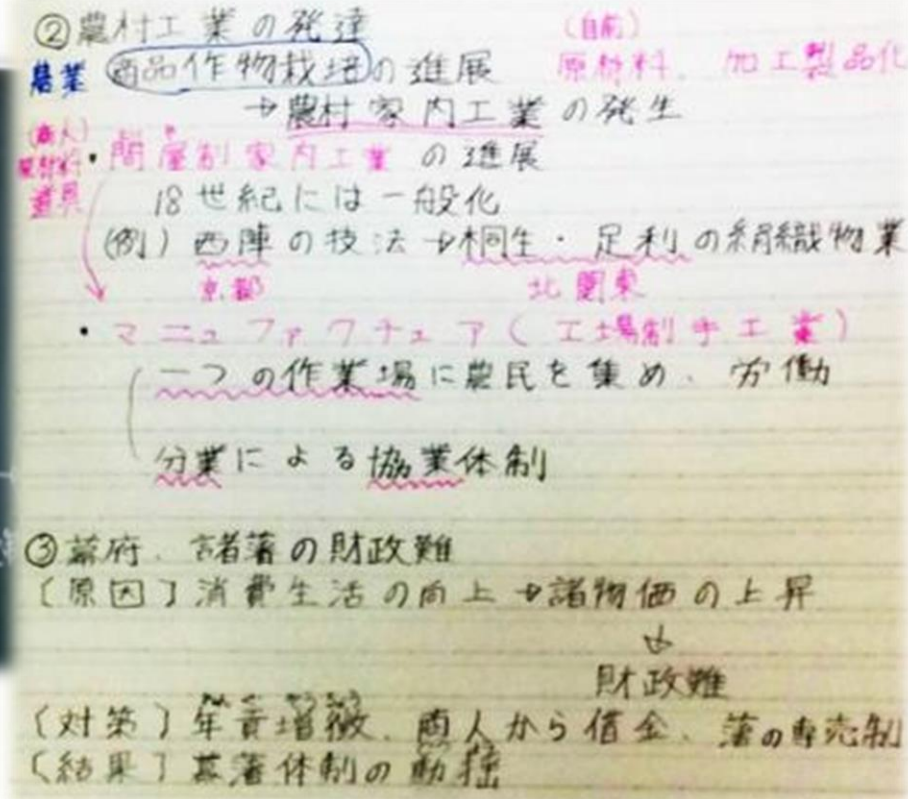 ②農村工業の発達
(自前)
農業 商品作物栽培の進展 原材料、加工製品化
→農村家内工業の発生
(商人)
原材料
道具
・問屋制家内工業の進展
18世紀には一般化
(例)西陣の技法→桐生・足利の絹織物業
京都 北関東
・マニュファクチュア(工場制手工業)
一つの作業場に農民を集め、労働
分業による協業体制
③幕府、諸藩の財政難
〔原因〕消費生活の向上→諸物価の上昇
↓
財政難
〔対策〕年貢増徴、商人から借金、藩の専売制
〔結果〕幕藩体制の動揺